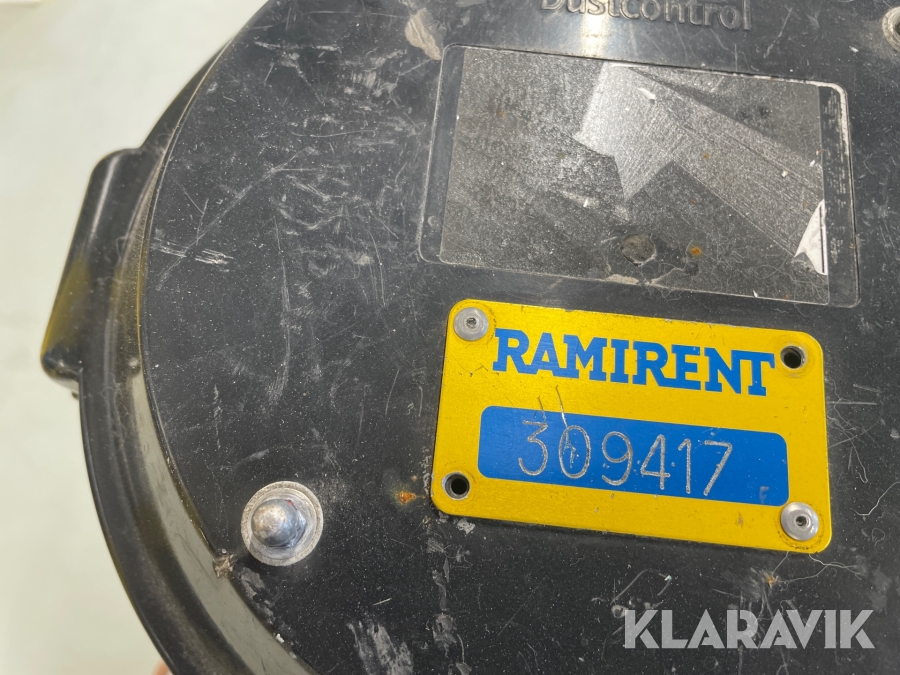 Dustcontrol
RAMIRENT
309417
KLARAVIK